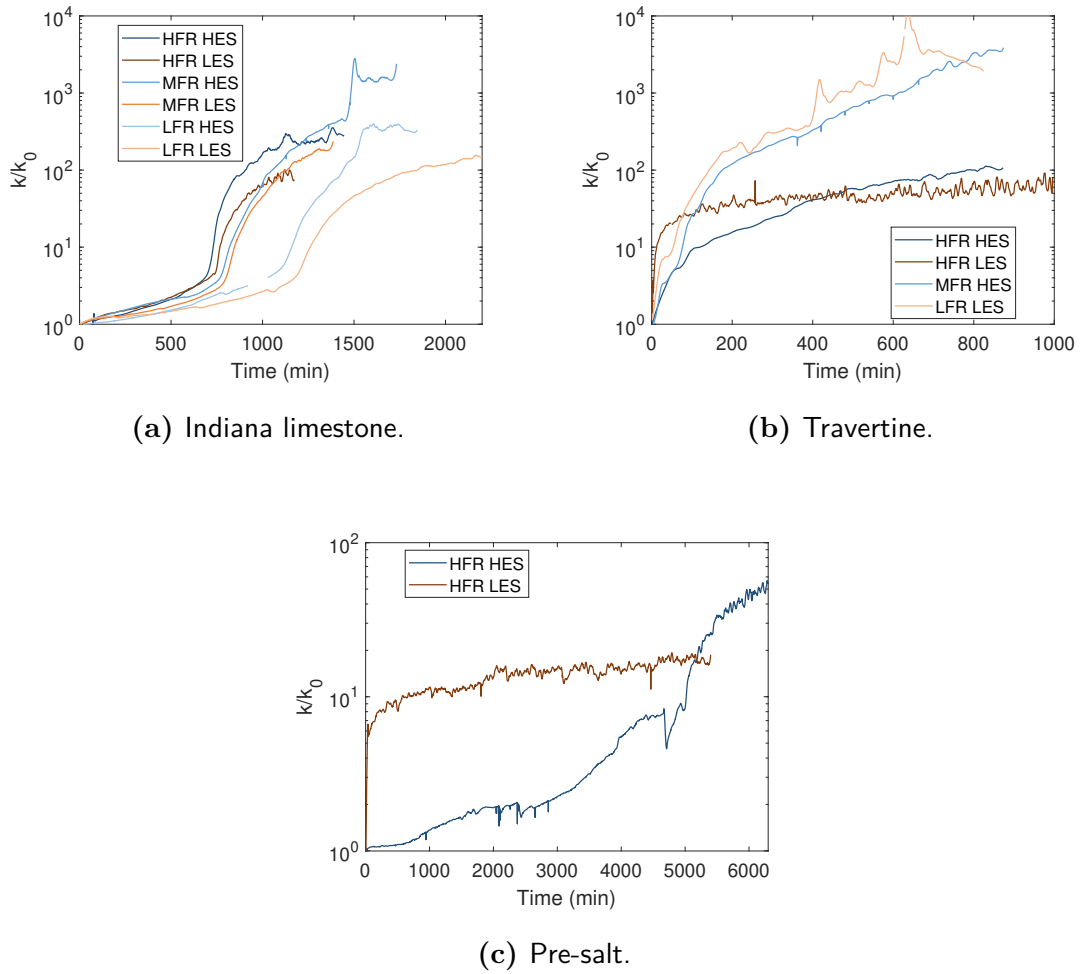 10^4
10^3
10^2
10^1
10^0
k/k_0
HFR HES
HFR LES
MFR HES
MFR LES
LFR HES
LFR LES
0 500 1000 1500 2000
Time (min)
(a) Indiana limestone.
10^4
10^3
10^2
10^1
10^0
k/k_0
HFR HES
HFR LES
MFR HES
LFR LES
0 200 400 600 800 1000
Time (min)
(b) Travertine.
10^2
10^1
10^0
k/k_0
HFR HES
HFR LES
0 1000 2000 3000 4000 5000 6000
Time (min)
(c) Pre-salt.